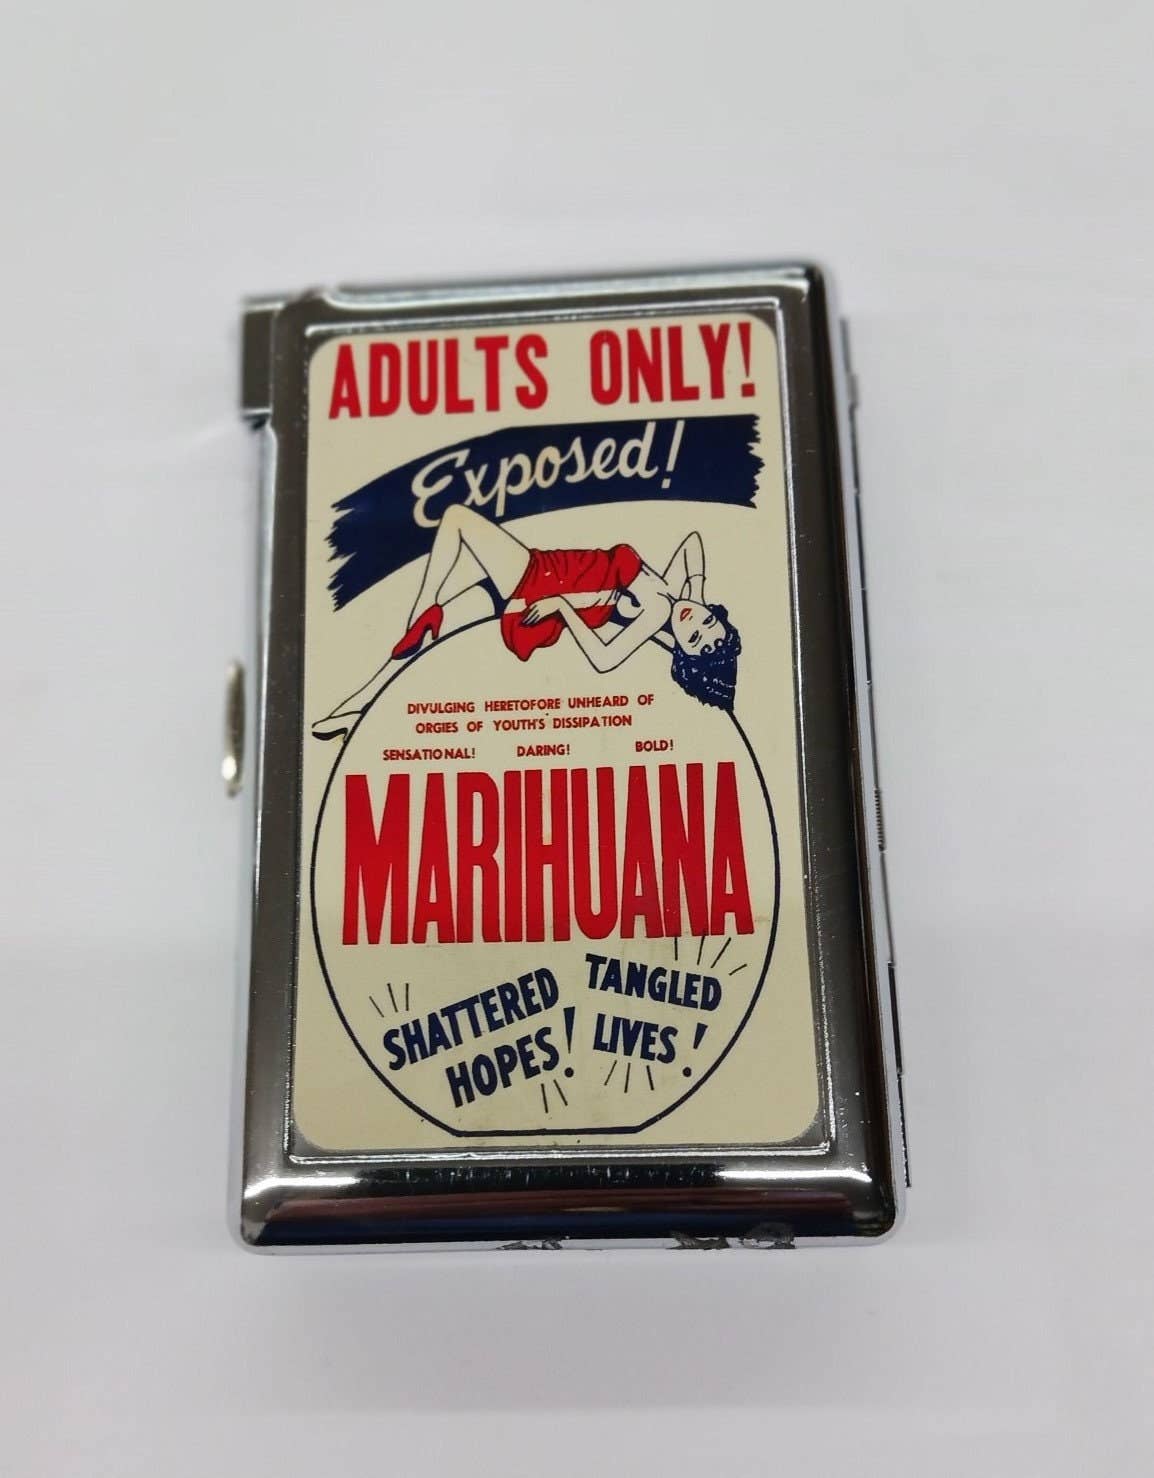 ADULTS ONLY!
Exposed!
DIVULGING HERETOFORE UNHEARD OF
ORGIES OF YOUTH'S DISSIPATION
SENSATIONAL! DARING! BOLD!
MARIHUANA
SHATTERED
HOPES!
TANGLED
LIVES!